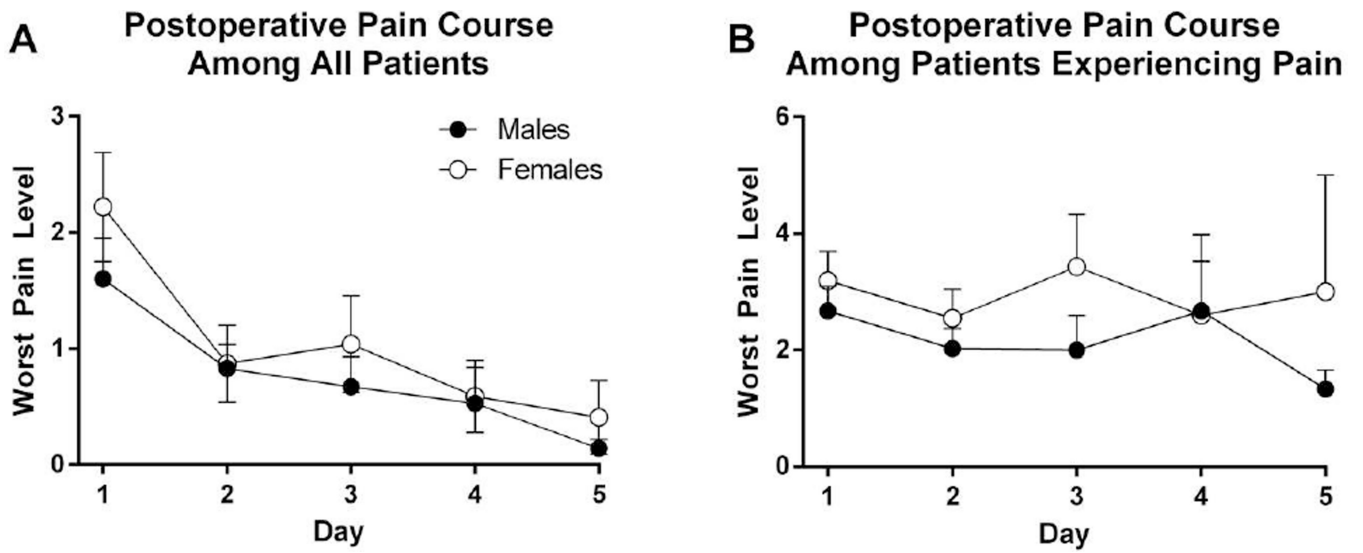 A
Postoperative Pain Course
Among All Patients
Worst Pain Level
3
2
1
0
Males
Females
1 2 3 4 5
Day
B
Postoperative Pain Course
Among Patients Experiencing Pain
Worst Pain Level
6
4
2
0
1 2 3 4 5
Day